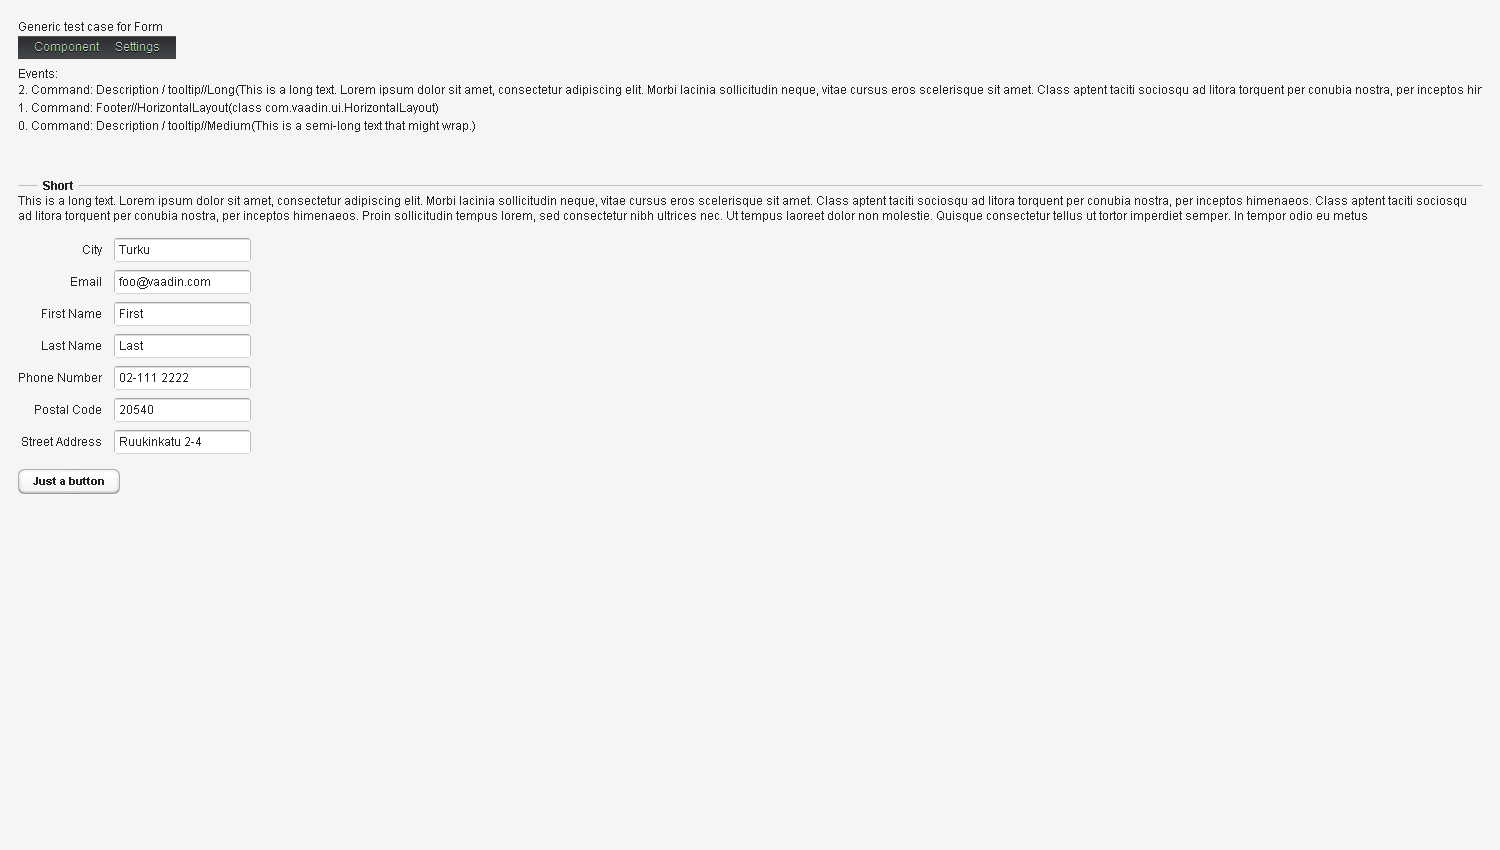 Generic test case for Form
Component Settings
Events:
2. Command: Description / tooltip//Long(This is a long text. Lorem ipsum dolor sit amet, consectetur adipiscing elit. Morbi lacinia sollicitudin neque, vitae cursus eros scelerisque sit amet. Class aptent taciti sociosqu ad litora torquent per conubia nostra, per inceptos
1. Command: Footer//HorizontalLayout(class com.vaadin.ui.HorizontalLayout)
0. Command: Description / tooltip//Medium(This is a semi-long text that might wrap.)
Short
This is a long text. Lorem ipsum dolor sit amet, consectetur adipiscing elit. Morbi lacinia sollicitudin neque, vitae cursus eros scelerisque sit amet. Class aptent taciti sociosqu ad litora torquent per conubia nostra, per inceptos himenaeos. Class aptent taciti sociosqu
ad litora torquent per conubia nostra, per inceptos himenaeos. Proin sollicitudin tempus lorem, sed consectetur nibh ultrices nec. Ut tempus laoreet dolor non molestie. Quisque consectetur tellus ut tortor imperdiet semper. In tempor odio eu metus
City Turku
Email foo@vaadin.com
First Name First
Last Name Last
Phone Number 02-111 2222
Postal Code 20540
Street Address Ruukinkatu 2-4
Just a button